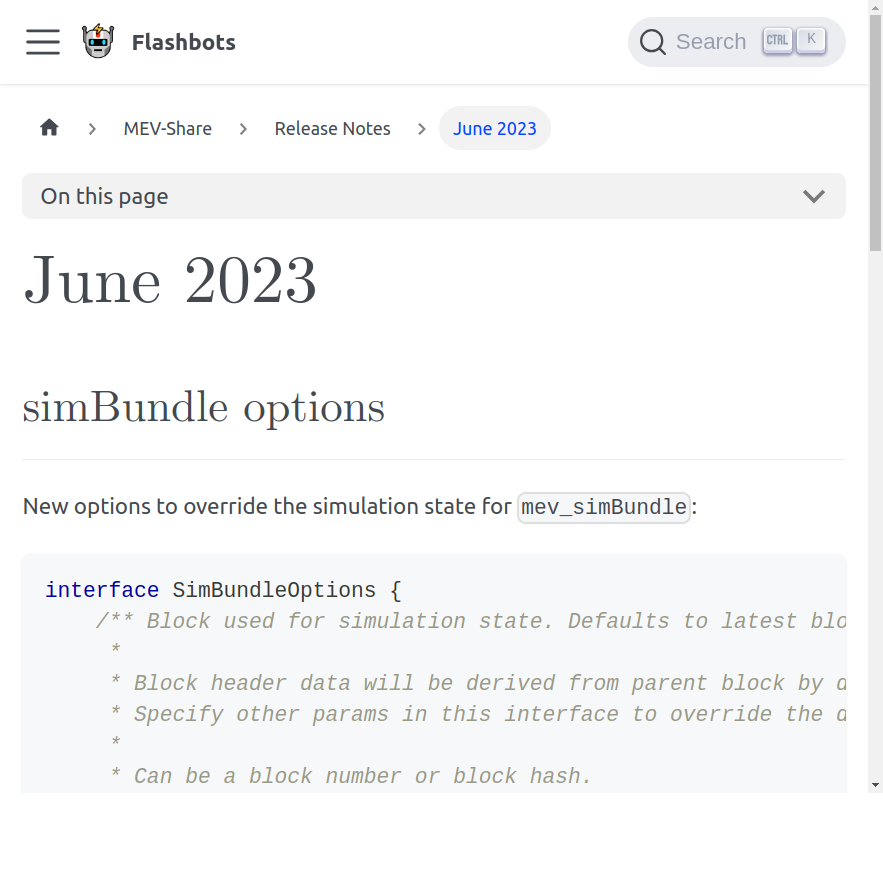 Flashbots
Search CTRL K
MEV-Share Release Notes June 2023
On this page
June 2023
simBundle options
New options to override the simulation state for mev_simBundle:
interface SimBundleOptions {
/** Block used for simulation state. Defaults to latest blo
*
* Block header data will be derived from parent block by d
* Specify other params in this interface to override the d
*
* Can be a block number or block hash.